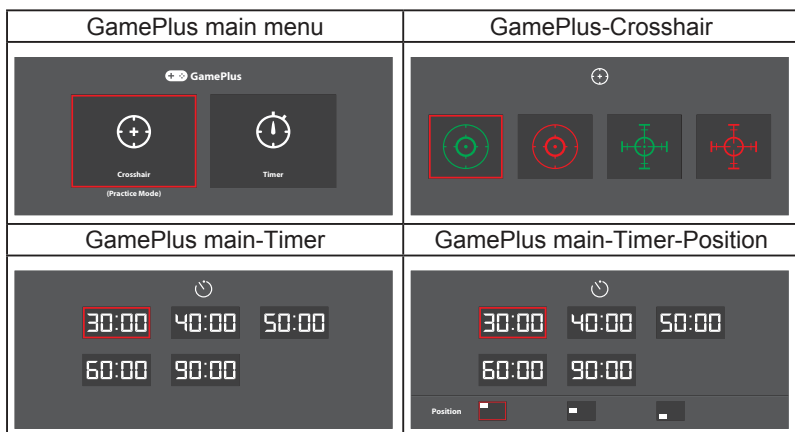 GamePlus main menu
GamePlus-Crosshair
GamePlus
Crosshair
Timer
(Practice Mode)
GamePlus main-Timer
GamePlus main-Timer-Position
30:00 40:00 50:00
60:00 90:00
30:00 40:00 50:00
60:00 90:00
Position